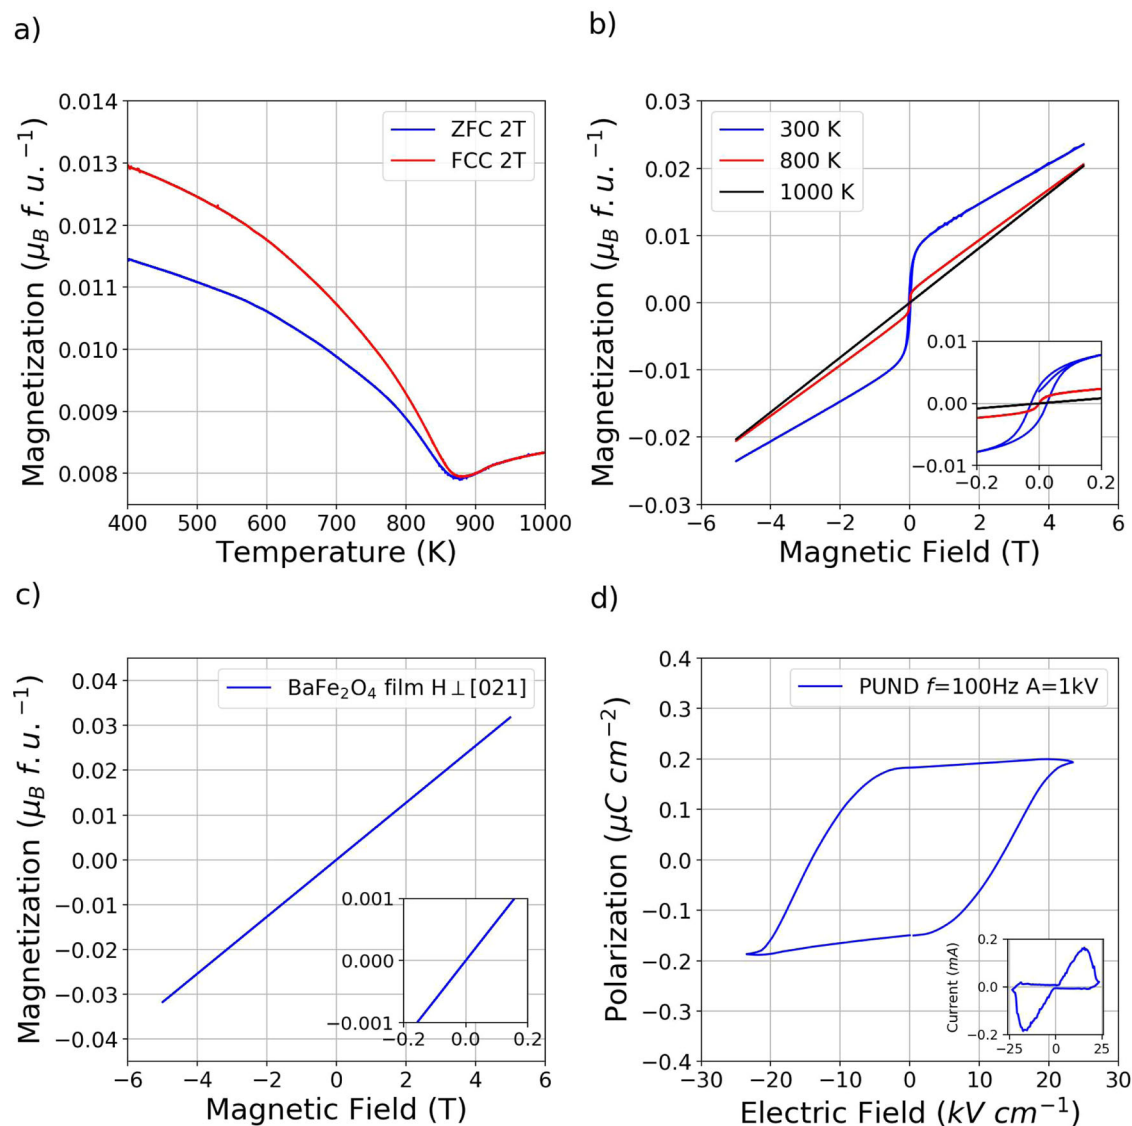 a)
Magnetization (μB f. u. −1)
0.014
0.013
0.012
0.011
0.010
0.009
0.008
ZFC 2T
FCC 2T
400 500 600 700 800 900 1000
Temperature (K)
b)
Magnetization (μB f. u. −1)
0.03
0.02
0.01
0.00
−0.01
−0.02
−0.03
300 K
800 K
1000 K
0.01
0.00
−0.01
−0.2 0.0 0.2
−6 −4 −2 0 2 4 6
Magnetic Field (T)
c)
Magnetization (μB f. u. −1)
0.04
0.03
0.02
0.01
0.00
−0.01
−0.02
−0.03
−0.04
BaFe2O4 film H⊥[021]
0.001
0.000
−0.001
−0.2 0.0 0.2
−6 −4 −2 0 2 4 6
Magnetic Field (T)
d)
Polarization (μC cm−2)
0.4
0.3
0.2
0.1
0.0
−0.1
−0.2
−0.3
−0.4
PUND f=100Hz A=1kV
Current (mA)
0.2
0.0
−0.2
−25 0 25
−30 −20 −10 0 10 20 30
Electric Field (kV cm−1)